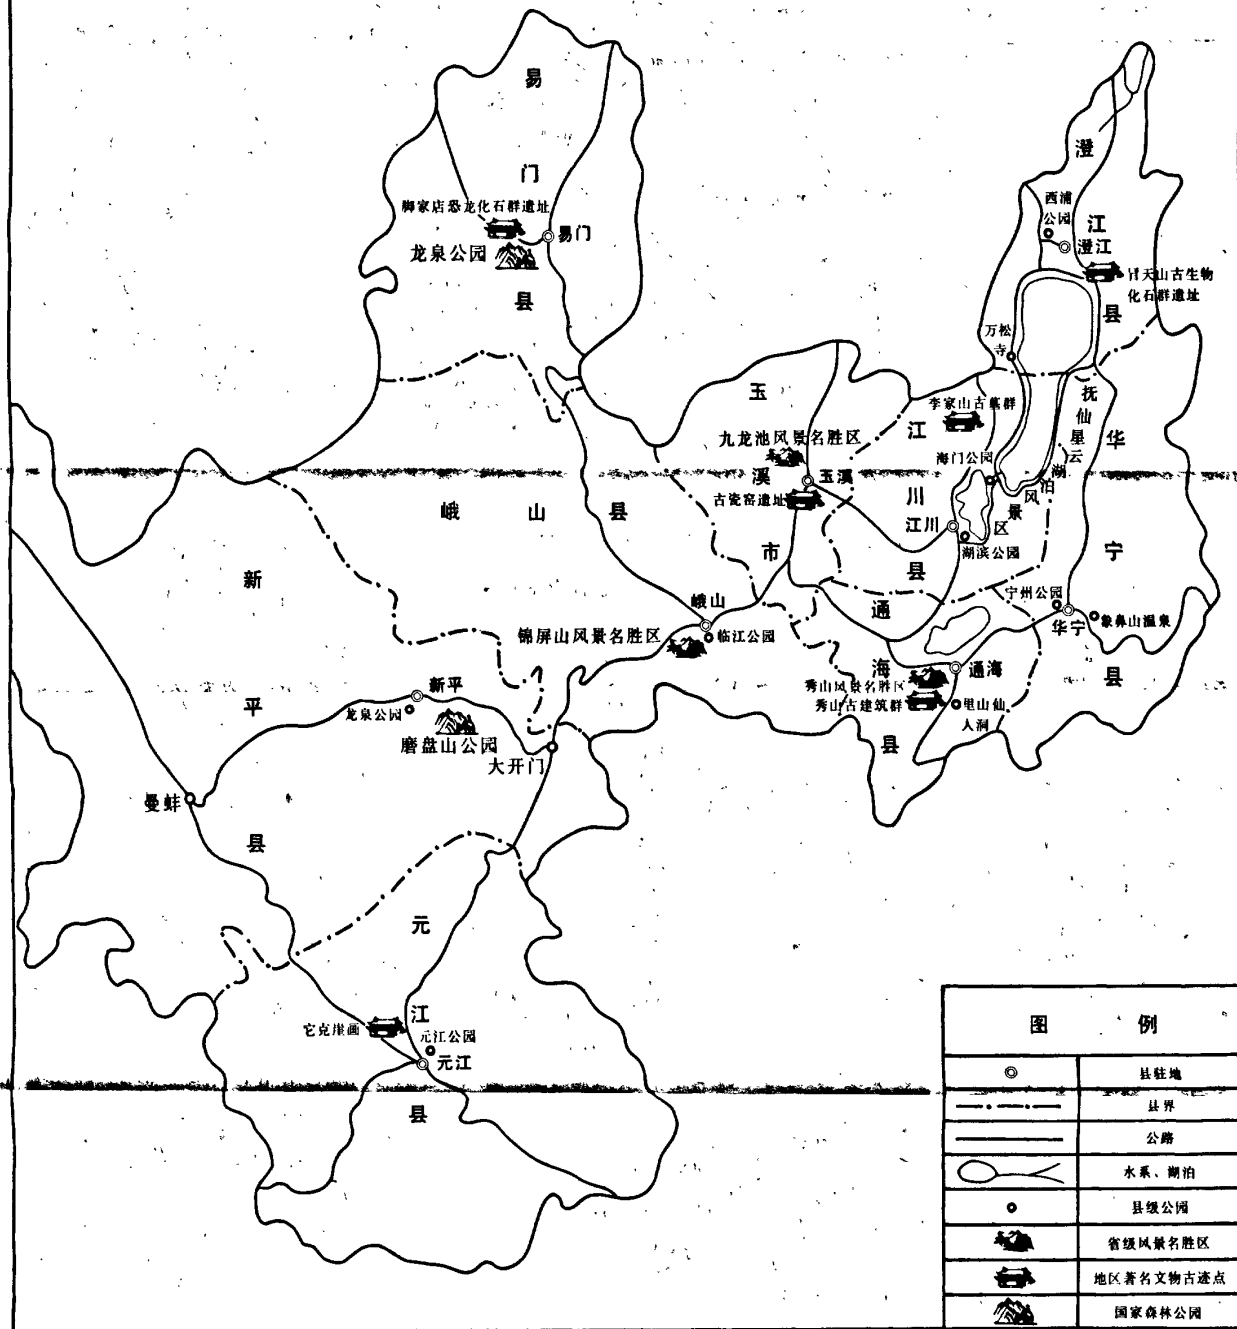 易
门
县
脚家店恐龙化石群遗址
龙泉公园
易门
澄
江
县
西浦
公园
澄江
帽天山古生物
化石群遗址
万松
寺
玉
溪
市
九龙池风景名胜区
玉溪
古瓷窑遗址
江
川
县
李家山古墓群
海门公园
江川
湖滨公园
抚
仙
星
云
湖
泊
风
景
区
华
宁
县
宁州公园
华宁
象鼻山温泉
峨 山 县
峨山
锦屏山风景名胜区
临江公园
通
海
县
秀山风景名胜区
秀山古建筑群
通海
里山仙
人洞
新
平
县
新平
龙泉公园
磨盘山公园
大开门
曼蚌
元
江
县
它克崖画
元江公园
元江
图 例
县驻地
县界
公路
水系、湖泊
县级公园
省级风景名胜区
地区著名文物古迹点
国家森林公园